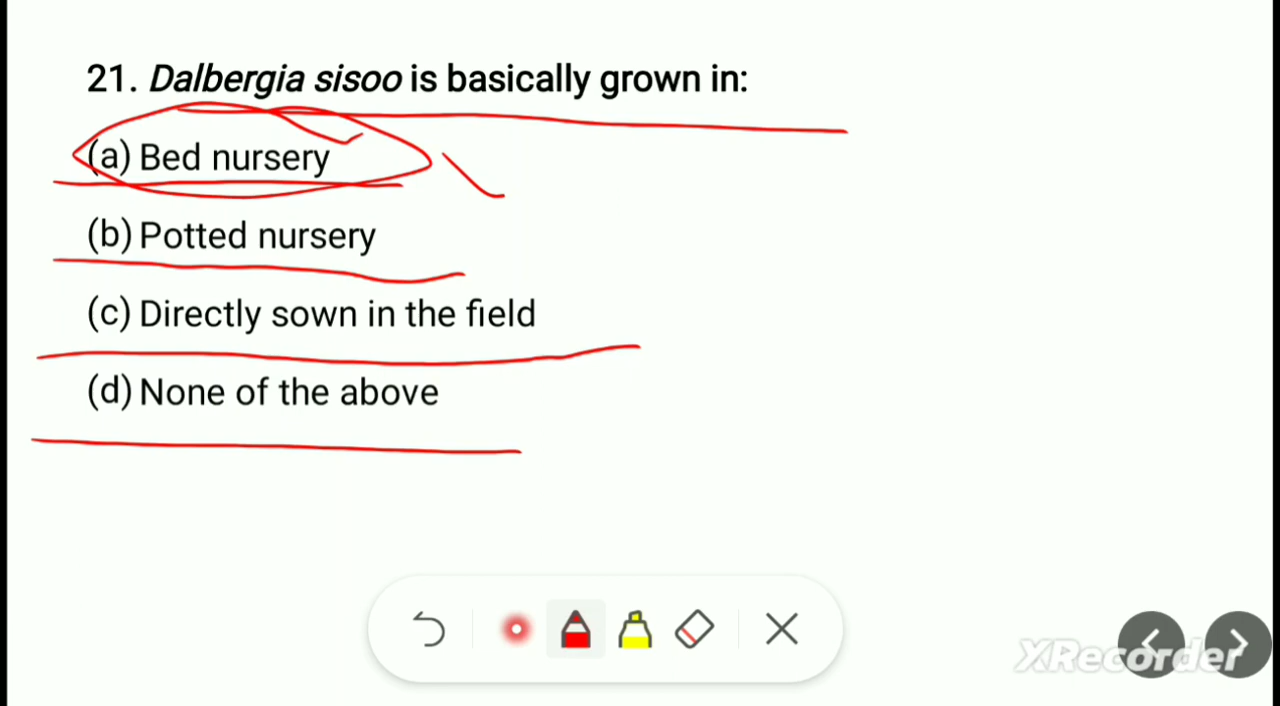 21. Dalbergia sisoo is basically grown in:
(a) Bed nursery
(b) Potted nursery
(c) Directly sown in the field
(d) None of the above
XRecorder